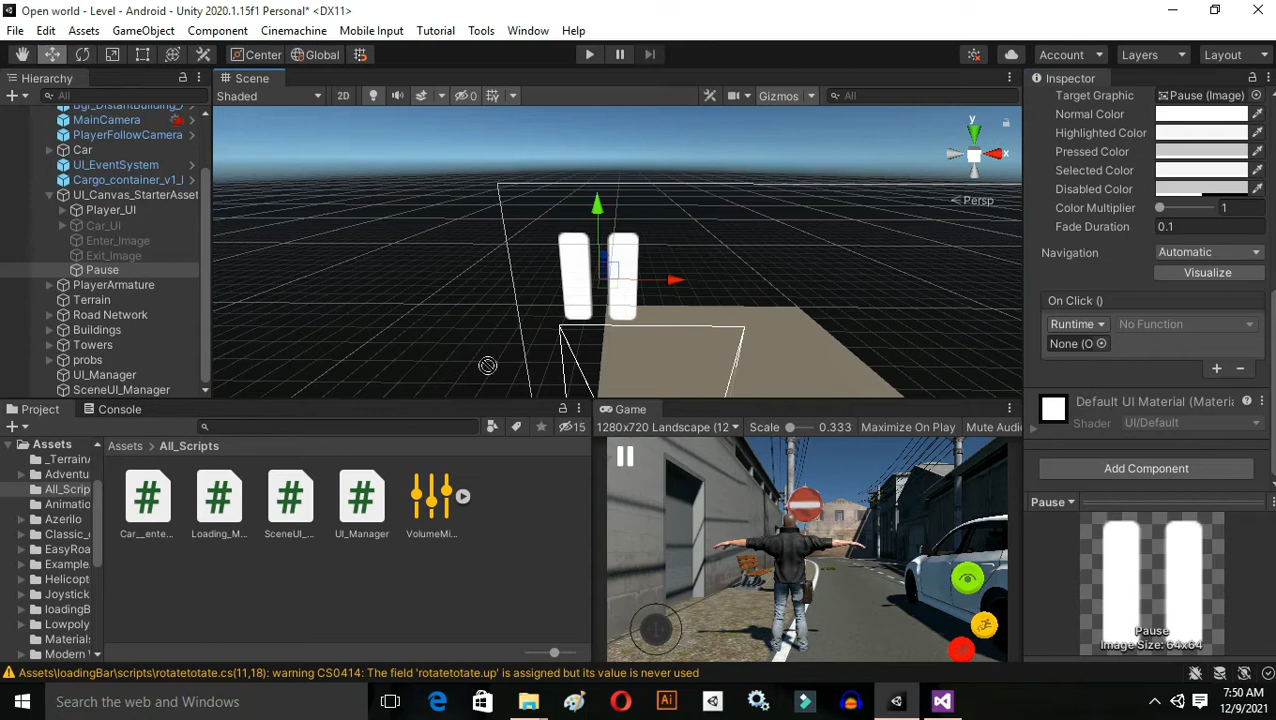 Open world - Level - Android - Unity 2020.1.15f1 Personal* <DX11>
File Edit Assets GameObject Component Cinemachine Mobile Input Tutorial Tools Window Help
Center Global Account Layers Layout
Hierarchy
All
MainCamera
PlayerFollowCamera
Car
UI_EventSystem
Cargo_container_v1_
UI_Canvas_StarterAsset
Player_UI
Car_UI
Enter_Image
Exit_Image
Pause
PlayerArmature
Terrain
Road Network
Buildings
Towers
probs
UI_Manager
SceneUI_Manager
Scene
Shaded 2D 0 Gizmos All
y
x
Persp
Inspector
Target Graphic Pause (Image)
Normal Color
Highlighted Color
Pressed Color
Selected Color
Disabled Color
Color Multiplier 1
Fade Duration 0.1
Navigation Automatic
Visualize
On Click ()
Runtime No Function
None (O
+ −
Default UI Material (Materi
Shader UI/Default
Add Component
Pause
Pause
Image Size: 64x64
Project Console
15
Assets
_TerrainA
Adventu
All_Scrip
Animatio
Azerilo
Classic_
EasyRoa
Example
Helicopt
Joystick
loadingB
Lowpoly
Material
Modern
Assets All_Scripts
Car__ente... Loading_M... SceneUI_... UI_Manager VolumeMi...
Game
1280x720 Landscape (12 Scale 0.333 Maximize On Play Mute Audi
Assets\loadingBar\scripts\rotatetotate.cs(11,18): warning CS0414: The field 'rotatetotate.up' is assigned but its value is never used
Search the web and Windows
7:50 AM
12/9/2021